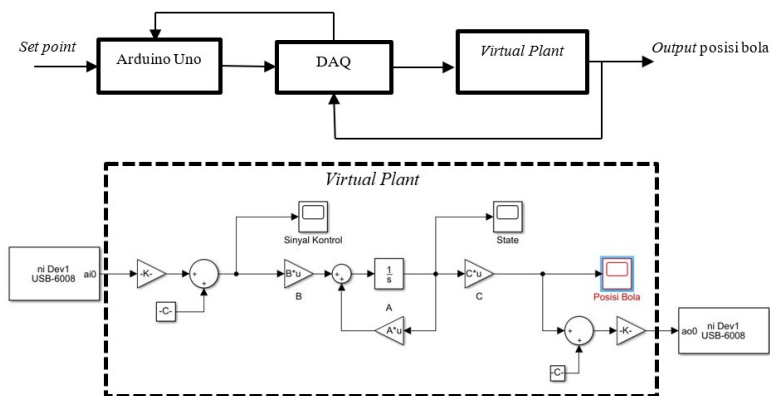 Set point
Arduino Uno
DAQ
Virtual Plant
Output posisi bola
Virtual Plant
Sinyal Kontrol
State
ni Dev1
USB-6008
ai0
-K-
+
+
-C-
B*u
B
+
+
1
s
A
A*u
C*u
C
Posisi Bola
+
+
-C-
-K-
ao0
ni Dev1
USB-6008